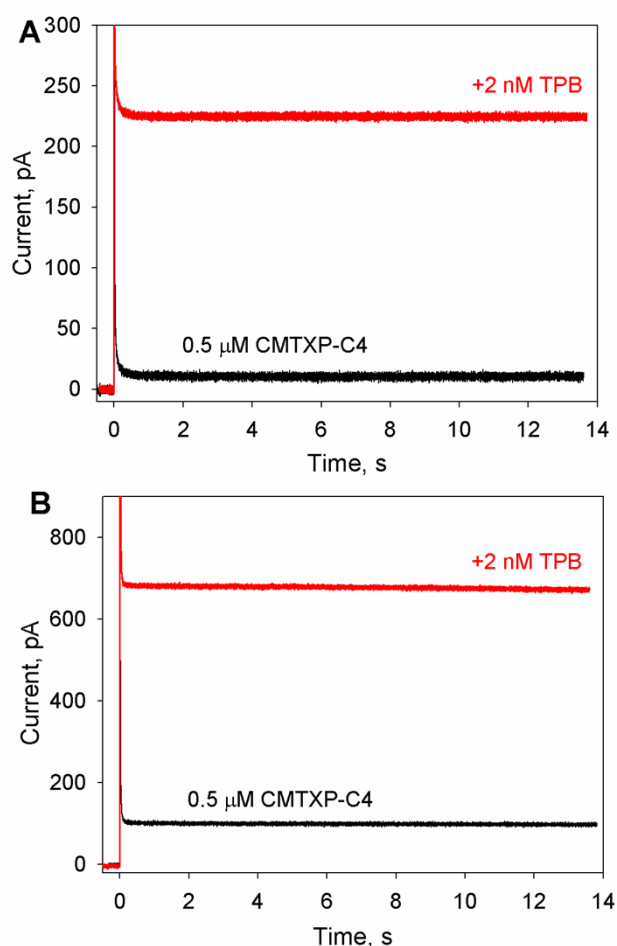 A
300
250
200
150
100
50
0
Current, pA
+2 nM TPB
0.5 μM CMTXP-C4
0 2 4 6 8 10 12 14
Time, s
B
800
600
400
200
0
Current, pA
+2 nM TPB
0.5 μM CMTXP-C4
0 2 4 6 8 10 12 14
Time, s